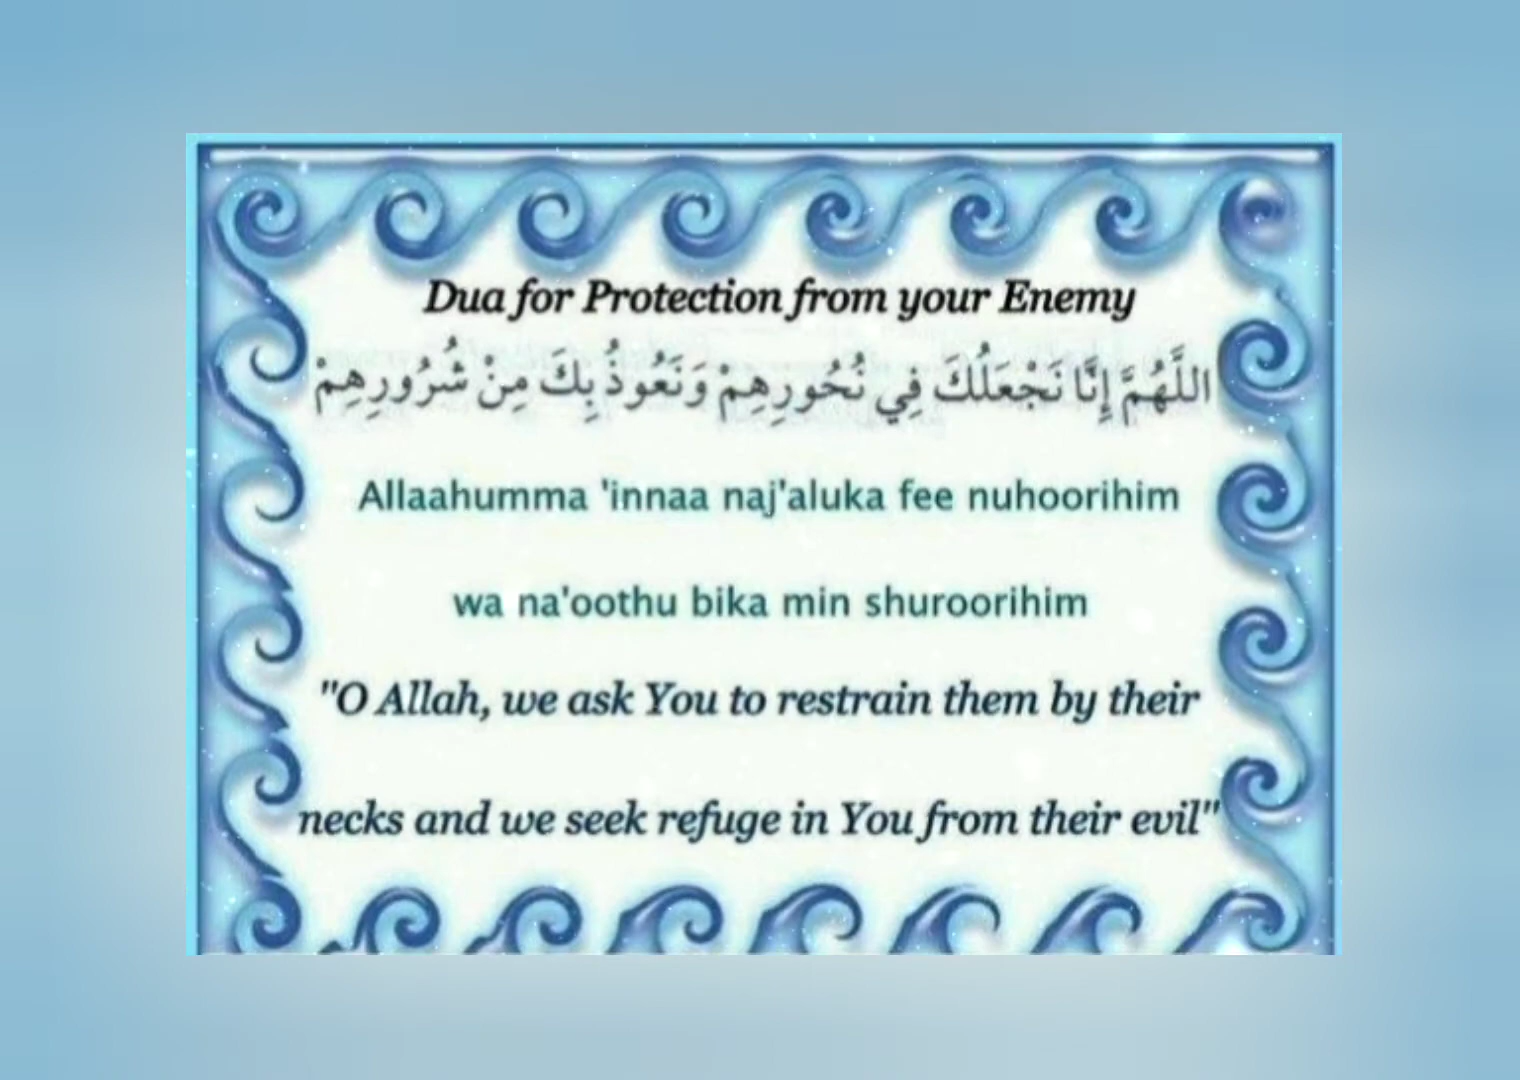 Dua for Protection from your Enemy
اللَّهُمَّ إِنَّا نَجْعَلُكَ فِي نُحُورِهِمْ وَنَعُوذُ بِكَ مِنْ شُرُورِهِمْ
Allaahumma 'innaa naj'aluka fee nuhoorihim
wa na'oothu bika min shuroorihim
"O Allah, we ask You to restrain them by their
necks and we seek refuge in You from their evil"